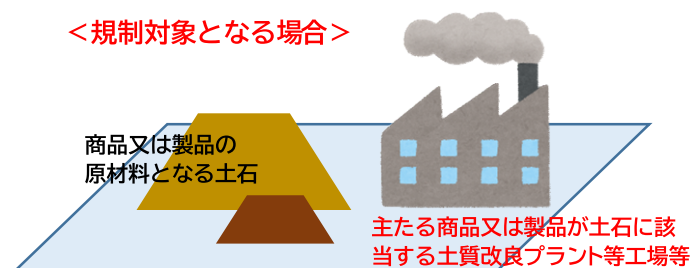 ＜規制対象となる場合＞
商品又は製品の
原材料となる土石
主たる商品又は製品が土石に該
当する土質改良プラント等工場等